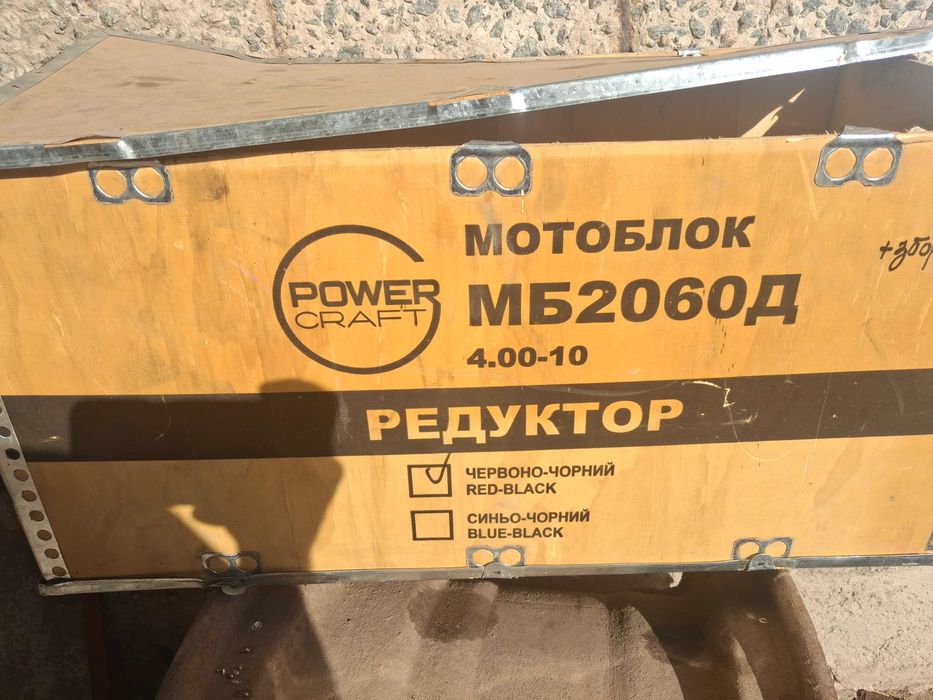 POWER
CRAFT
МОТОБЛОК
МБ2060Д
4.00-10
РЕДУКТОР
ЧЕРВОНО-ЧОРНИЙ
RED-BLACK
СИНЬО-ЧОРНИЙ
BLUE-BLACK